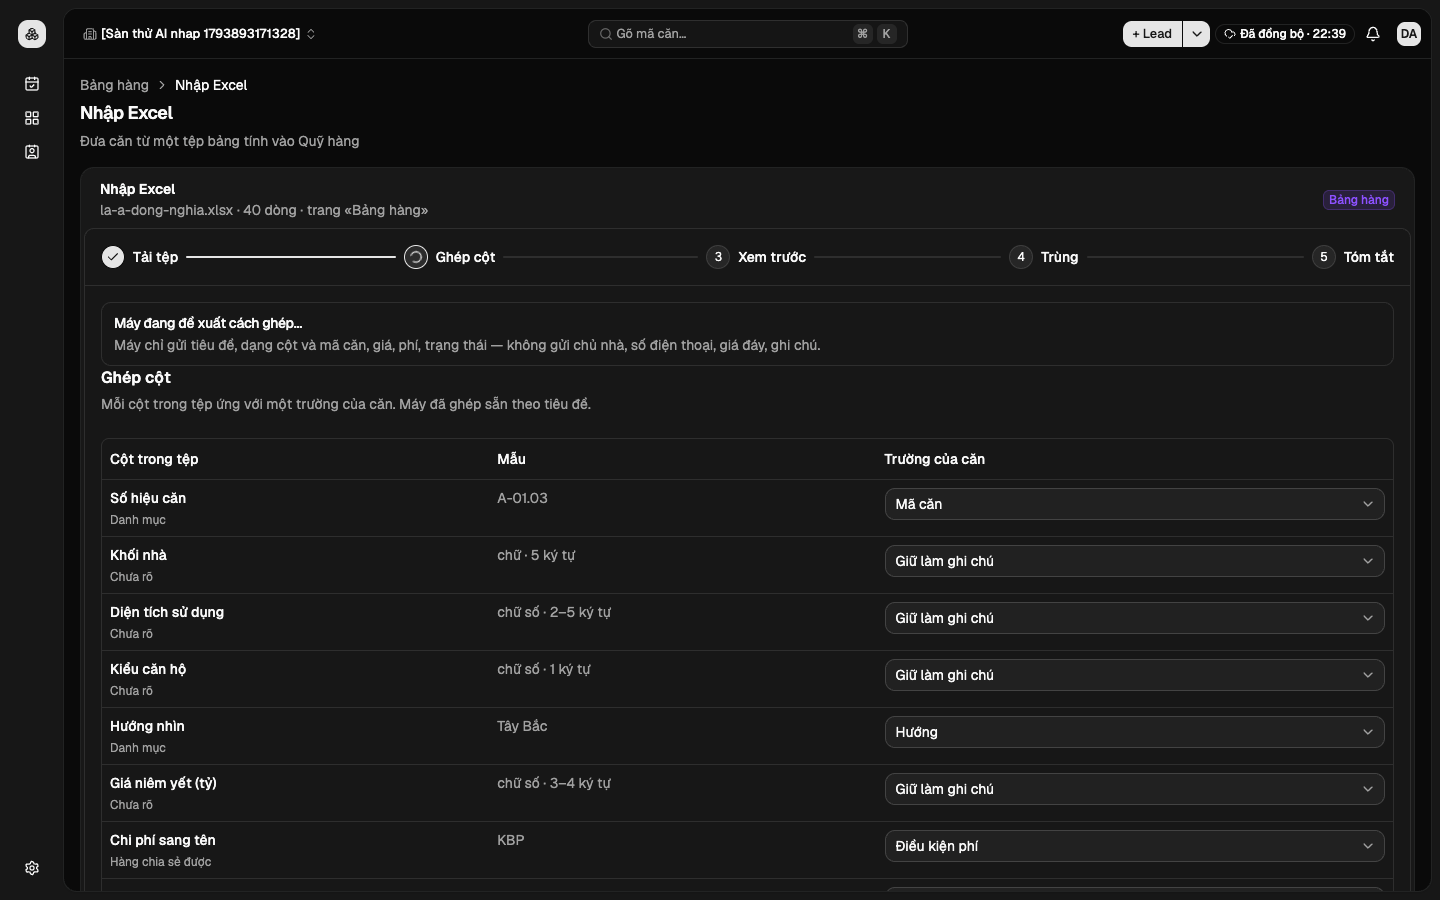 [Sàn thử AI nhap 1793893171328]
Gõ mã căn...
⌘ K
+ Lead
Đã đồng bộ · 22:39
DA
Bảng hàng > Nhập Excel
Nhập Excel
Đưa căn từ một tệp bảng tính vào Quỹ hàng
Nhập Excel
la-a-dong-nghia.xlsx · 40 dòng · trang «Bảng hàng»
Bảng hàng
Tải tệp
Ghép cột
3 Xem trước
4 Trùng
5 Tóm tắt
Máy đang đề xuất cách ghép...
Máy chỉ gửi tiêu đề, dạng cột và mã căn, giá, phí, trạng thái — không gửi chủ nhà, số điện thoại, giá đáy, ghi chú.
Ghép cột
Mỗi cột trong tệp ứng với một trường của căn. Máy đã ghép sẵn theo tiêu đề.
Cột trong tệp Mẫu Trường của căn
Số hiệu căn A-01.03 Mã căn
Danh mục
Khối nhà chữ · 5 ký tự Giữ làm ghi chú
Chưa rõ
Diện tích sử dụng chữ số · 2–5 ký tự Giữ làm ghi chú
Chưa rõ
Kiểu căn hộ chữ số · 1 ký tự Giữ làm ghi chú
Chưa rõ
Hướng nhìn Tây Bắc Hướng
Danh mục
Giá niêm yết (tỷ) chữ số · 3–4 ký tự Giữ làm ghi chú
Chưa rõ
Chi phí sang tên KBP Điều kiện phí
Hàng chia sẻ được